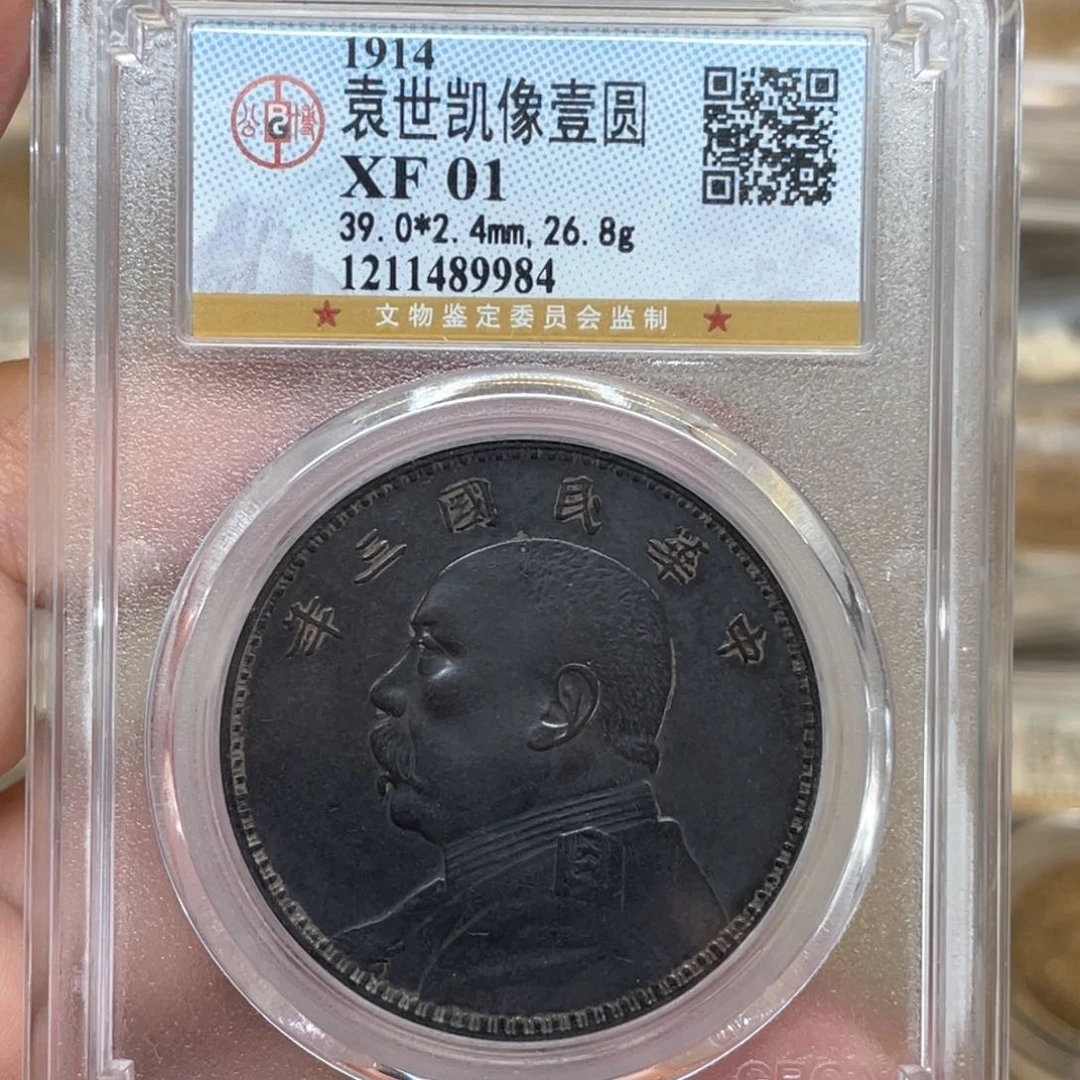 1914
袁世凯像壹圆
XF 01
39.0*2.4mm, 26.8g
1211489984
文物鉴定委员会监制
中華民國三年